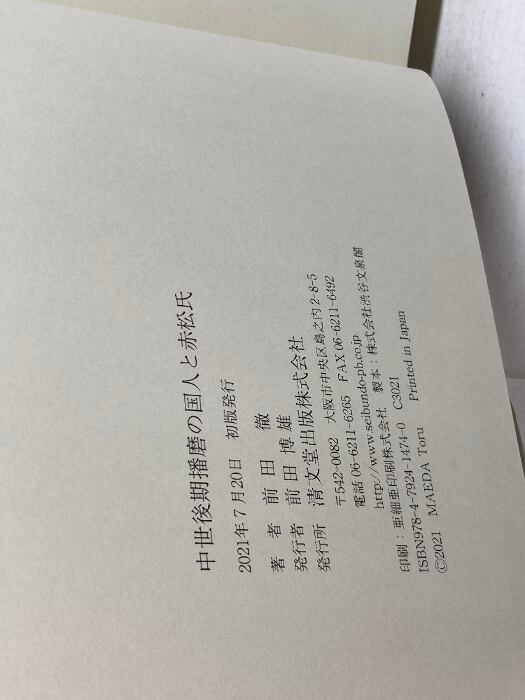 中世後期播磨の国人と赤松氏
2021年7月20日　初版発行
著　者　前　田　　徹
発行者　前　田　博　雄
発行所　清文堂出版株式会社
〒542-0082　大阪市中央区島之内2-8-5
電話06-6211-6265　FAX06-6211-6492
http://www.seibundo-pb.co.jp
印刷：亜細亜印刷株式会社　製本：株式会社渋谷文泉閣
ISBN978-4-7924-1474-0　C3021
©2021　MAEDA Toru　Printed in Japan